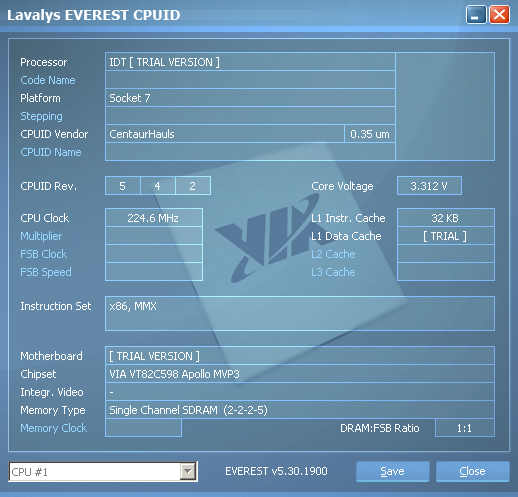 Lavalys EVEREST CPUID
Processor IDT [ TRIAL VERSION ]
Code Name
Platform Socket 7
Stepping
CPUID Vendor CentaurHauls 0.35 um
CPUID Name
CPUID Rev. 5 4 2 Core Voltage 3.312 V
CPU Clock 224.6 MHz L1 Instr. Cache 32 KB
Multiplier L1 Data Cache [ TRIAL ]
FSB Clock L2 Cache
FSB Speed L3 Cache
VIA
Instruction Set x86, MMX
Motherboard [ TRIAL VERSION ]
Chipset VIA VT82C598 Apollo MVP3
Integr. Video -
Memory Type Single Channel SDRAM (2-2-2-5)
Memory Clock DRAM:FSB Ratio 1:1
CPU #1 EVEREST v5.30.1900 Save Close